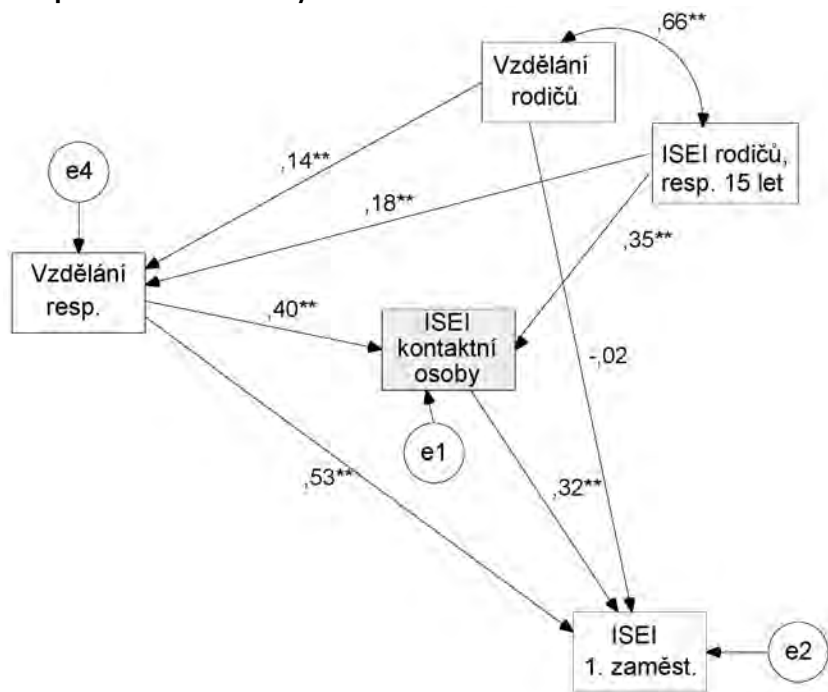 ,66**
Vzdělání
rodičů
ISEI rodičů,
resp. 15 let
e4
,14**
,18**
,35**
Vzdělání
resp.
,40**
ISEI
kontaktní
osoby
-,02
e1
,53**
,32**
ISEI
1. zaměst.
e2